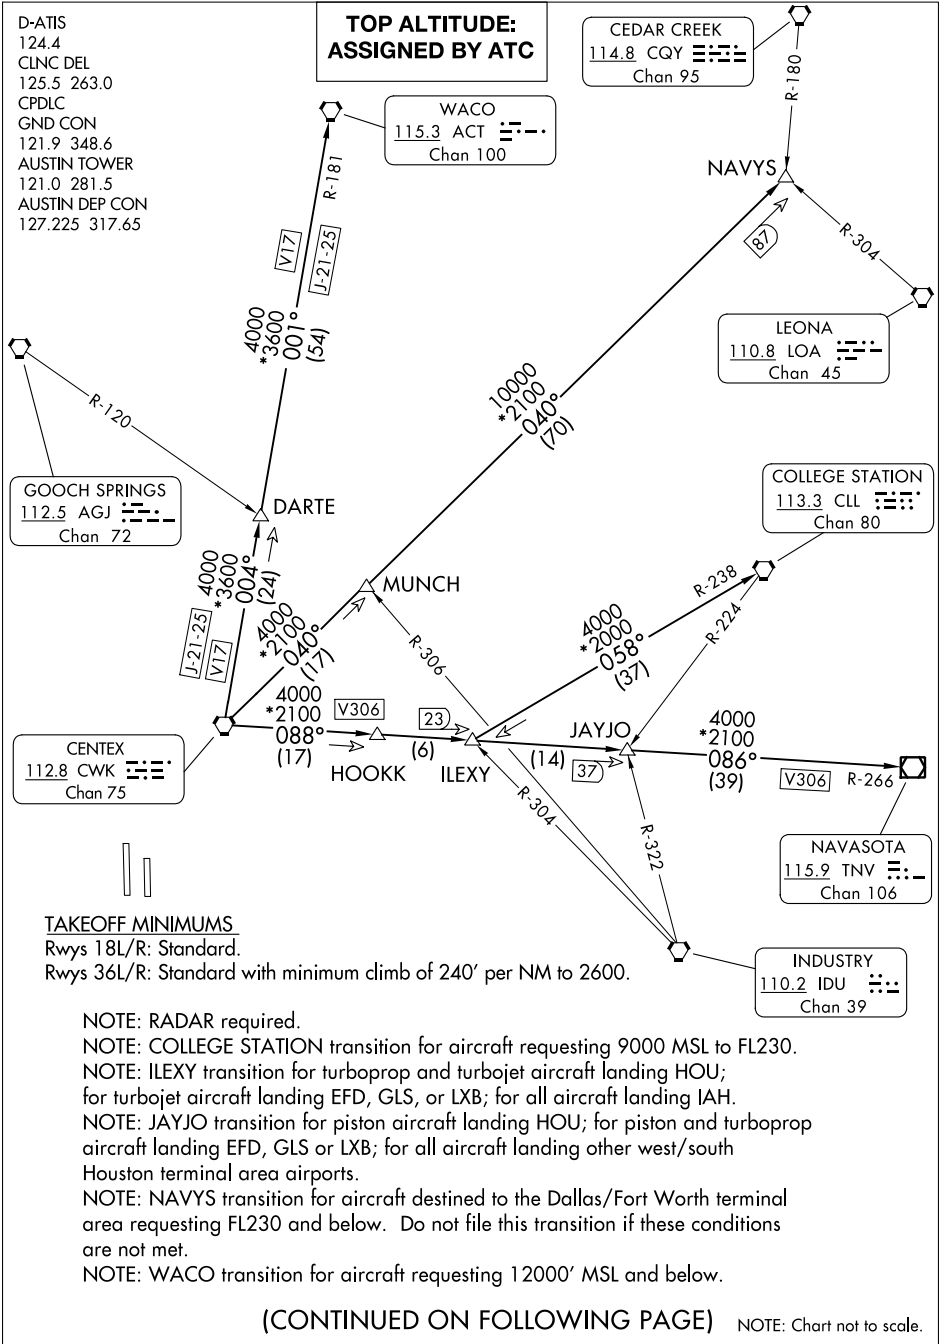 D-ATIS
124.4
CLNC DEL
125.5 263.0
CPDLC
GND CON
121.9 348.6
AUSTIN TOWER
121.0 281.5
AUSTIN DEP CON
127.225 317.65
TOP ALTITUDE:
ASSIGNED BY ATC
CEDAR CREEK
114.8 CQY
Chan 95
R-180
WACO
115.3 ACT
Chan 100
R-181
NAVYS
87
R-304
LEONA
110.8 LOA
Chan 45
V17
J-21-25
4000
*3600
001°
(54)
10000
*2100
040°
(70)
R-120
GOOCH SPRINGS
112.5 AGJ
Chan 72
DARTE
COLLEGE STATION
113.3 CLL
Chan 80
4000
*3600
004°
(24)
J-21-25
V17
MUNCH
4000
*2100
040°
(17)
R-306
R-238
R-224
4000
*2000
058°
(37)
4000
*2100
088°
(17)
V306
HOOKK
(6)
23
ILEXY
(14)
JAYJO
37
4000
*2100
086°
(39)
V306
R-266
CENTEX
112.8 CWK
Chan 75
R-304
R-322
NAVASOTA
115.9 TNV
Chan 106
INDUSTRY
110.2 IDU
Chan 39
TAKEOFF MINIMUMS
Rwys 18L/R: Standard.
Rwys 36L/R: Standard with minimum climb of 240' per NM to 2600.
NOTE: RADAR required.
NOTE: COLLEGE STATION transition for aircraft requesting 9000 MSL to FL230.
NOTE: ILEXY transition for turboprop and turbojet aircraft landing HOU;
for turbojet aircraft landing EFD, GLS, or LXB; for all aircraft landing IAH.
NOTE: JAYJO transition for piston aircraft landing HOU; for piston and turboprop
aircraft landing EFD, GLS or LXB; for all aircraft landing other west/south
Houston terminal area airports.
NOTE: NAVYS transition for aircraft destined to the Dallas/Fort Worth terminal
area requesting FL230 and below. Do not file this transition if these conditions
are not met.
NOTE: WACO transition for aircraft requesting 12000' MSL and below.
(CONTINUED ON FOLLOWING PAGE)
NOTE: Chart not to scale.